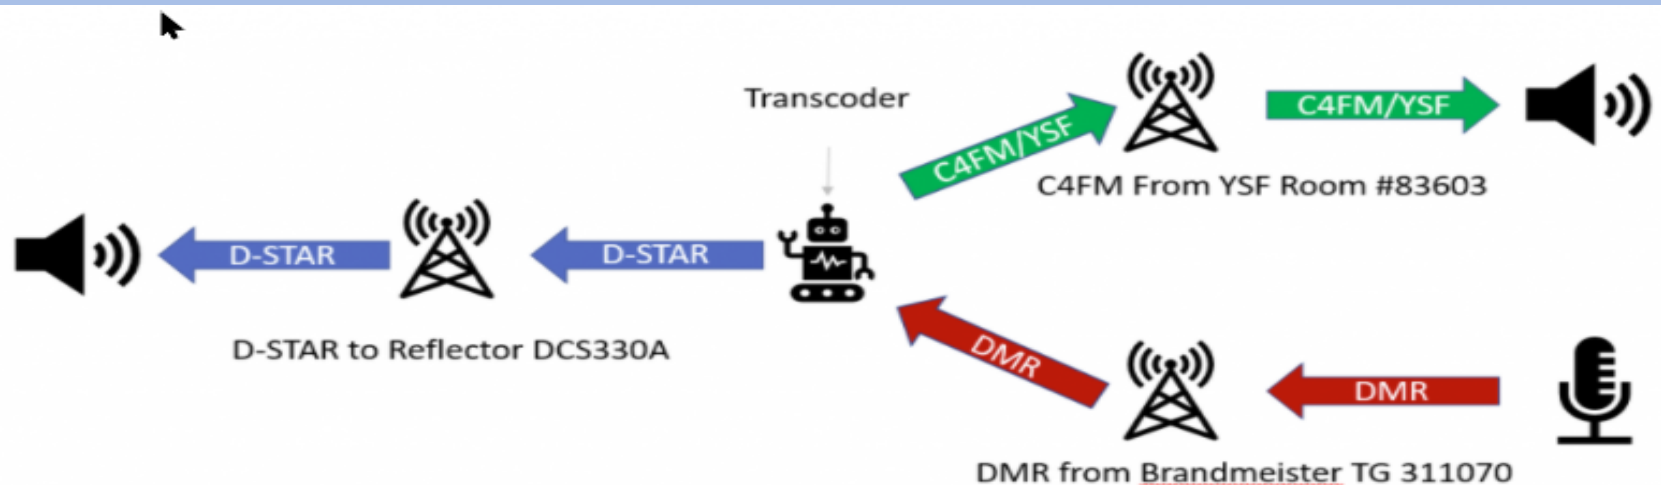 Transcoder
C4FM/YSF
C4FM/YSF
C4FM From YSF Room #83603
D-STAR
D-STAR
D-STAR to Reflector DCS330A
DMR
DMR
DMR from Brandmeister TG 311070